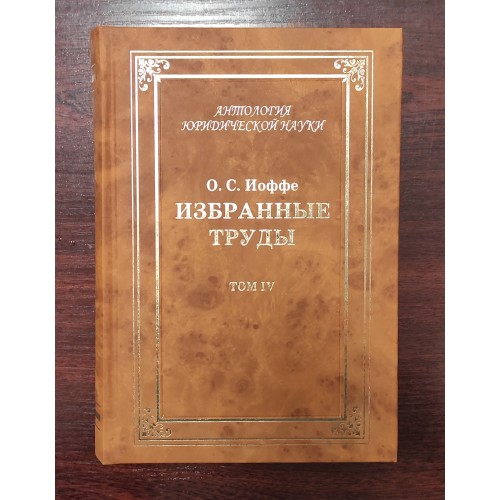 АНТОЛОГИЯ
ЮРИДИЧЕСКОЙ НАУКИ
О. С. Иоффе
ИЗБРАННЫЕ
ТРУДЫ
ТОМ IV